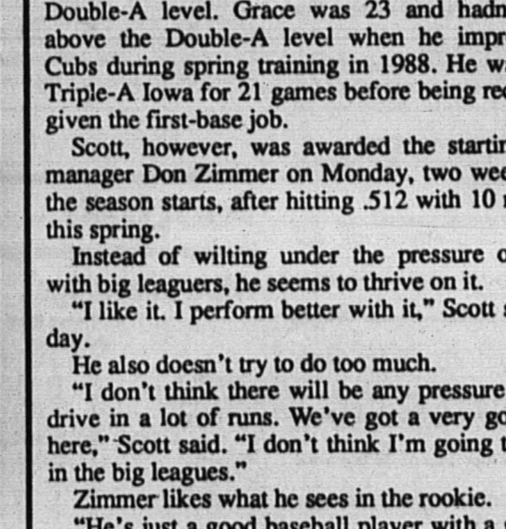 Double-A level. Grace was 23 and
above the Double-A level when he
Cubs during spring training in 1988. He
Triple-A Iowa for 21 games before being
given the first-base job.
Scott, however, was awarded the
manager Don Zimmer on Monday, two
the season starts, after hitting .512 with 10
this spring.
Instead of wilting under the pressure
with big leaguers, he seems to thrive on it.
“I like it. I perform better with it,” Scott
day.
He also doesn’t try to do too much.
“I don’t think there will be any pressure
drive in a lot of runs. We’ve got a very
here,” Scott said. “I don’t think I’m going
in the big leagues.”
Zimmer likes what he sees in the rookie.
“He’s just a good baseball player with a